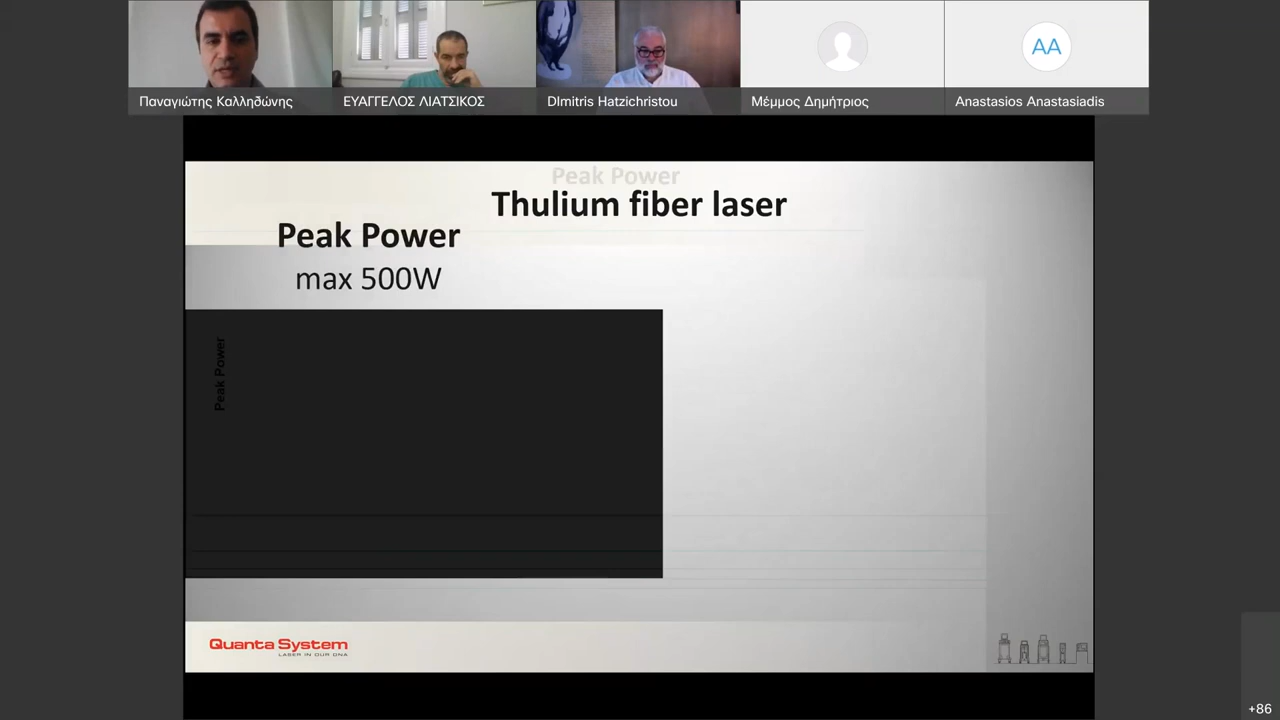 Παναγιώτης Καλληδώνης
ΕΥΑΓΓΕΛΟΣ ΛΙΑΤΣΙΚΟΣ
DImitris Hatzichristou
Μέμμος Δημήτριος
AA
Anastasios Anastasiadis
Peak Power
Thulium fiber laser
Peak Power
max 500W
Peak Power
Quanta System
LASER IN OUR DNA
+86